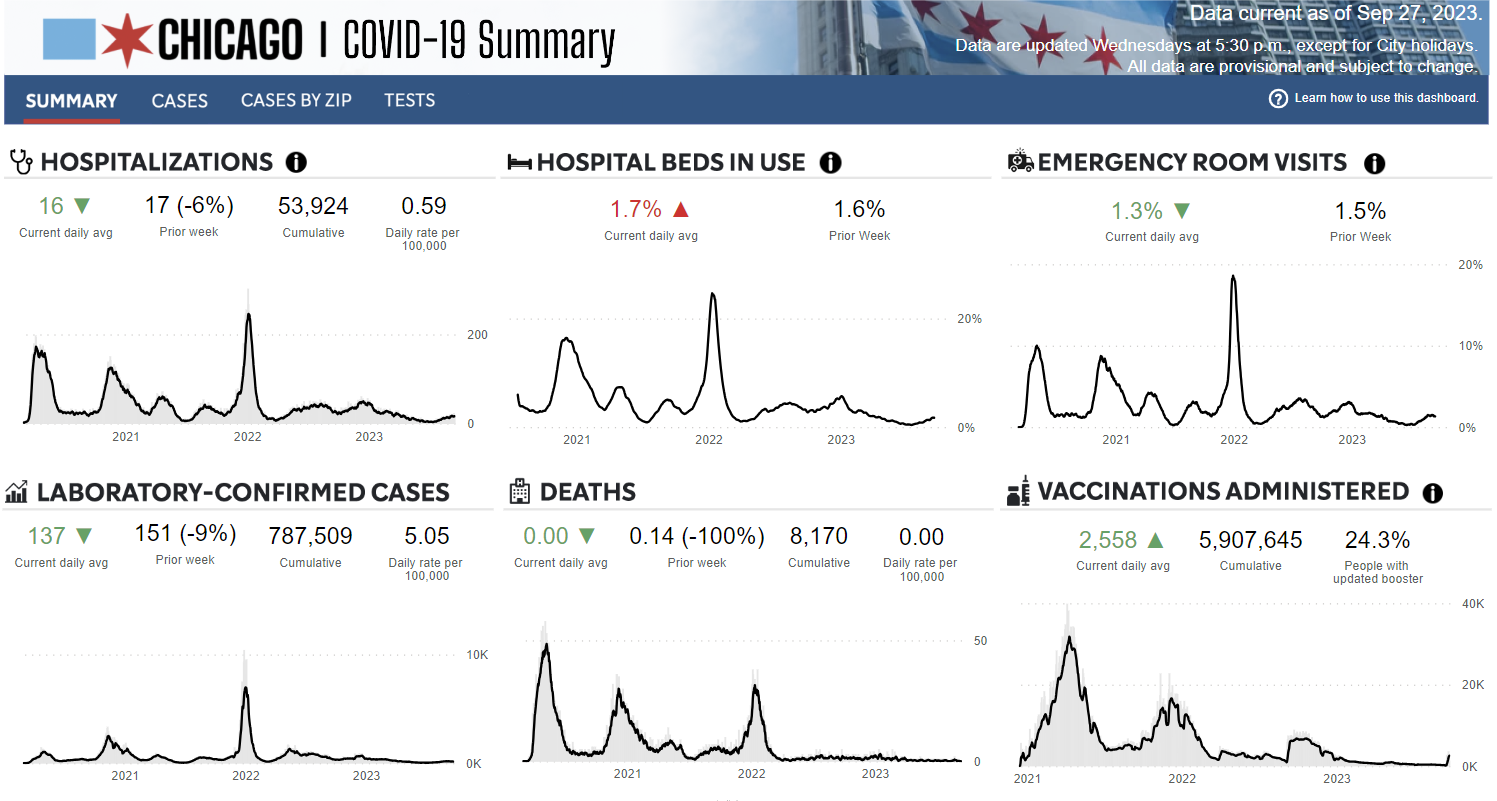 CHICAGO | COVID-19 Summary
Data current as of Sep 27, 2023.
Data are updated Wednesdays at 5:30 p.m., except for City holidays.
All data are provisional and subject to change.
SUMMARY CASES CASES BY ZIP TESTS
? Learn how to use this dashboard.
HOSPITALIZATIONS i
16 ▼ 17 (-6%) 53,924 0.59
Current daily avg Prior week Cumulative Daily rate per
100,000
200
0
2021 2022 2023
HOSPITAL BEDS IN USE i
1.7% ▲ 1.6%
Current daily avg Prior Week
20%
0%
2021 2022 2023
EMERGENCY ROOM VISITS i
1.3% ▼ 1.5%
Current daily avg Prior Week
20%
10%
0%
2021 2022 2023
LABORATORY-CONFIRMED CASES
137 ▼ 151 (-9%) 787,509 5.05
Current daily avg Prior week Cumulative Daily rate per
100,000
10K
0K
2021 2022 2023
H DEATHS
0.00 ▼ 0.14 (-100%) 8,170 0.00
Current daily avg Prior week Cumulative Daily rate per
100,000
50
0
2021 2022 2023
VACCINATIONS ADMINISTERED i
2,558 ▲ 5,907,645 24.3%
Current daily avg Cumulative People with
updated booster
40K
20K
0K
2021 2022 2023